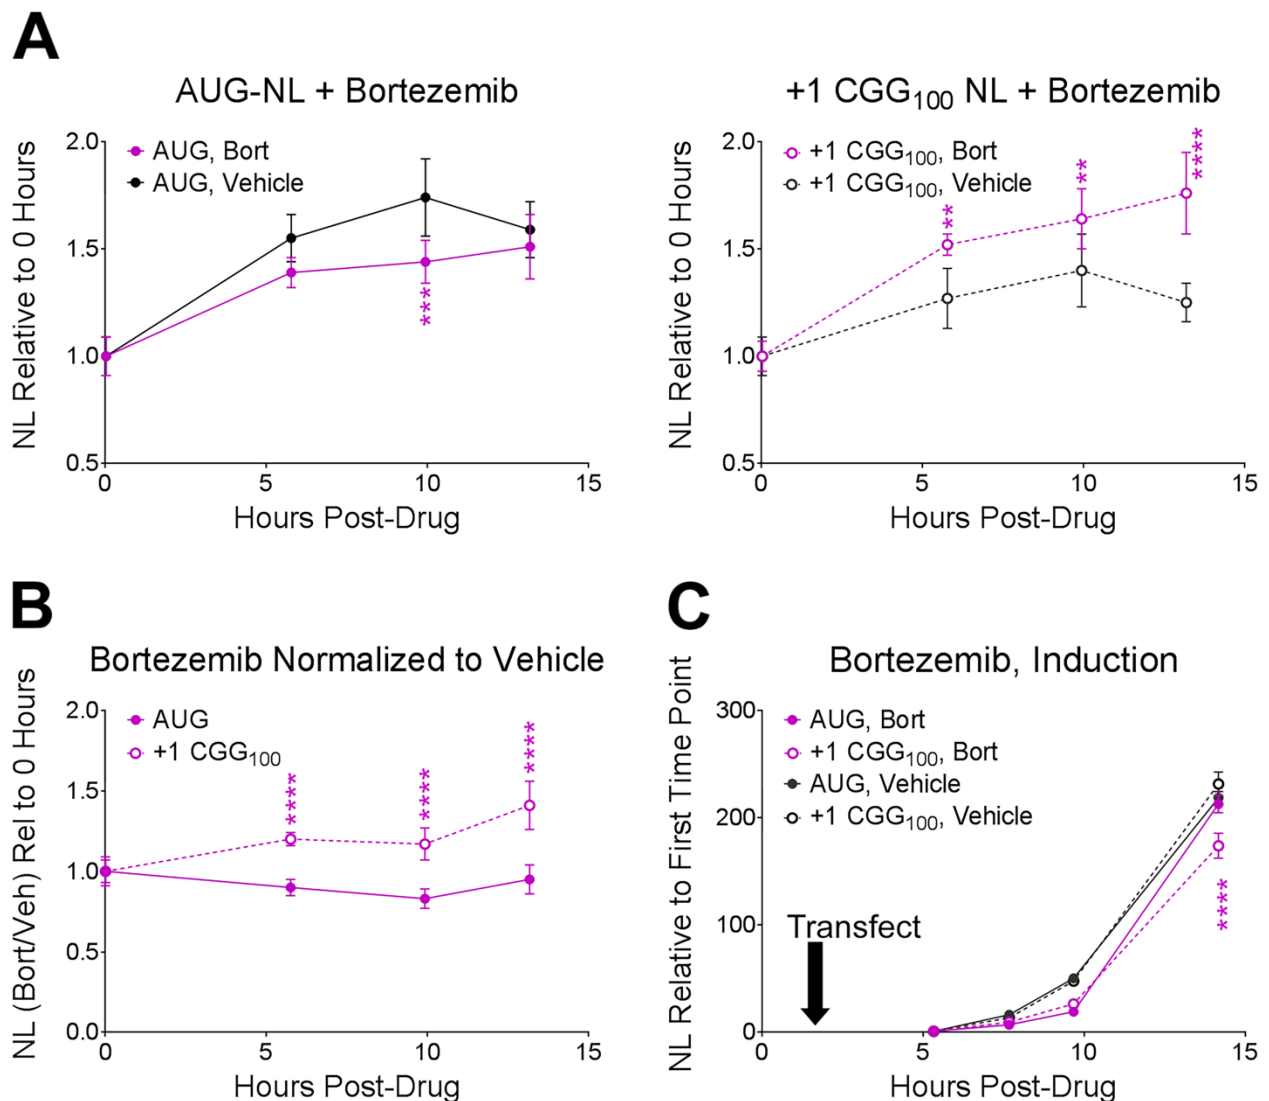 A
AUG-NL + Bortezemib
NL Relative to 0 Hours
2.0
1.5
1.0
0.5
AUG, Bort
AUG, Vehicle
***
0 5 10 15
Hours Post-Drug
+1 CGG₁₀₀ NL + Bortezemib
NL Relative to 0 Hours
2.0
1.5
1.0
0.5
+1 CGG₁₀₀, Bort
+1 CGG₁₀₀, Vehicle
**
**
****
0 5 10 15
Hours Post-Drug
B
Bortezemib Normalized to Vehicle
NL (Bort/Veh) Rel to 0 Hours
2.0
1.5
1.0
0.5
0.0
AUG
+1 CGG₁₀₀
****
****
****
0 5 10 15
Hours Post-Drug
C
Bortezemib, Induction
NL Relative to First Time Point
300
200
100
0
AUG, Bort
+1 CGG₁₀₀, Bort
AUG, Vehicle
+1 CGG₁₀₀, Vehicle
Transfect
****
0 5 10 15
Hours Post-Drug